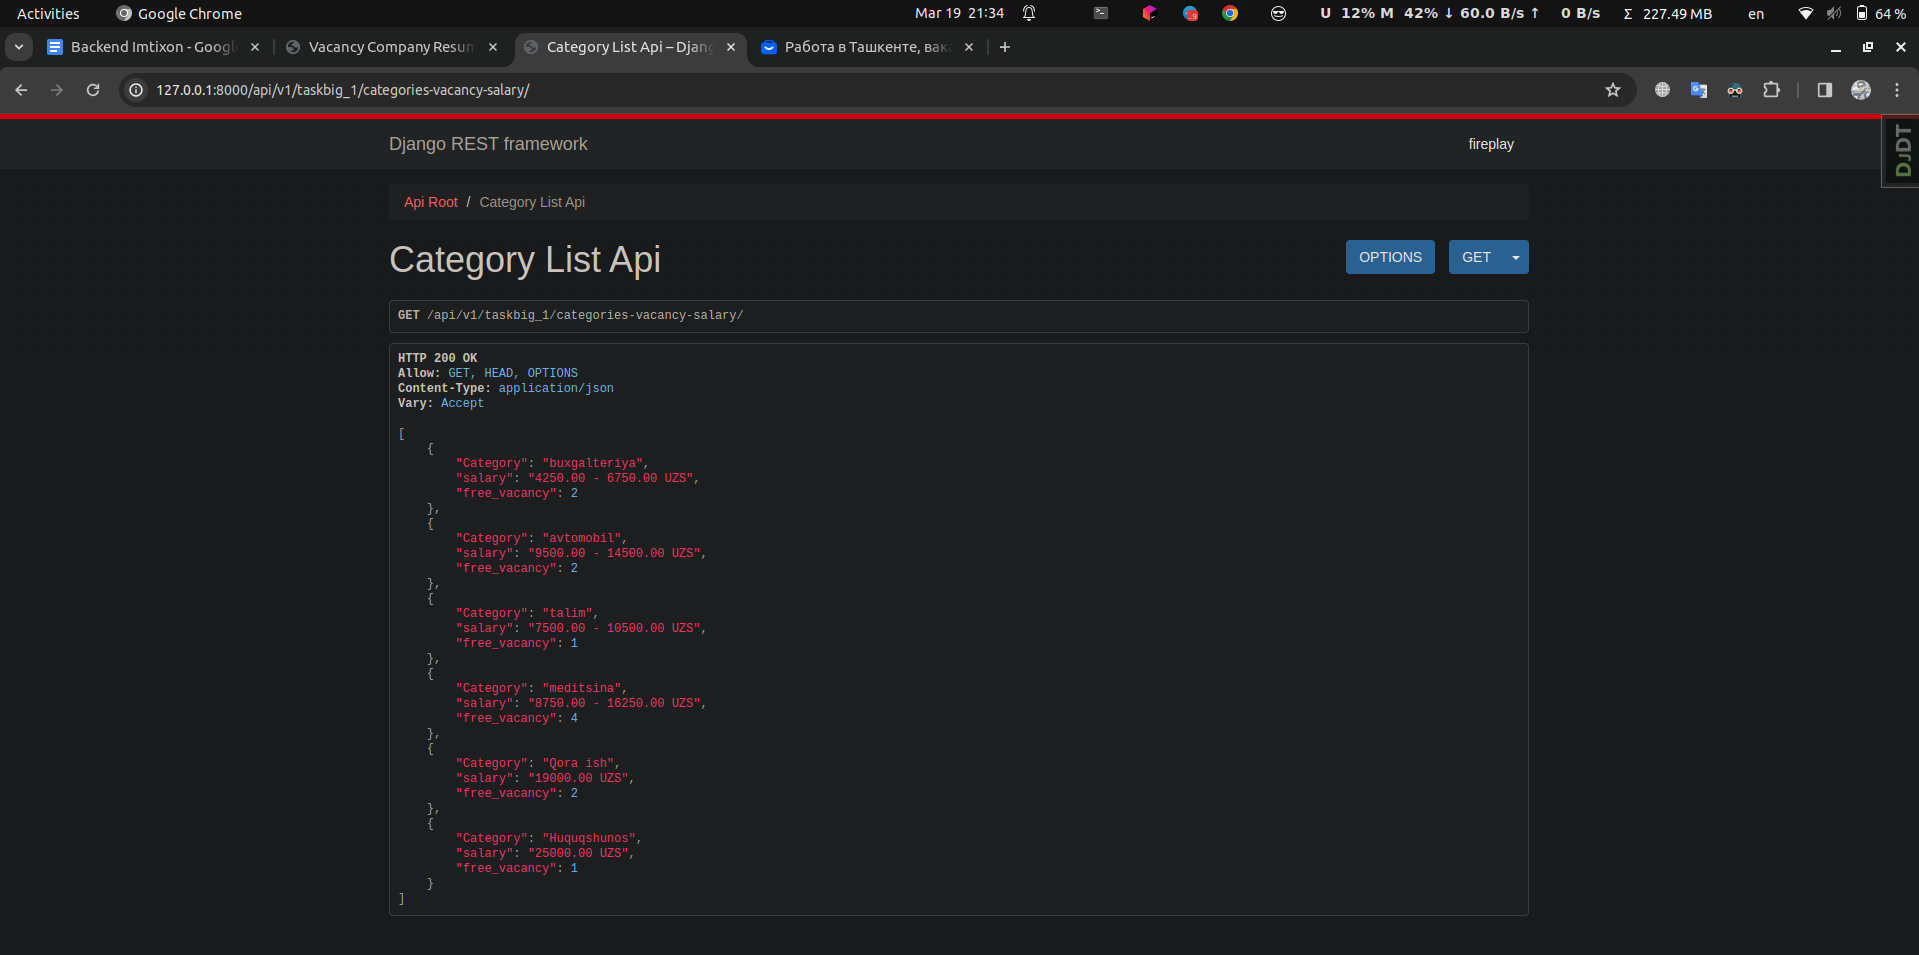 Activities Google Chrome Mar 19 21:34 U 12% M 42% ↓ 60.0 B/s ↑ 0 B/s Σ 227.49 MB en 64 %
Backend Imtixon - Googl Vacancy Company Resum Category List Api – Djang Работа в Ташкенте, вак
127.0.0.1:8000/api/v1/taskbig_1/categories-vacancy-salary/
Django REST framework fireplay
DJDT
Api Root / Category List Api
Category List Api OPTIONS GET
GET /api/v1/taskbig_1/categories-vacancy-salary/
HTTP 200 OK
Allow: GET, HEAD, OPTIONS
Content-Type: application/json
Vary: Accept
[
{
"Category": "buxgalteriya",
"salary": "4250.00 - 6750.00 UZS",
"free_vacancy": 2
},
{
"Category": "avtomobil",
"salary": "9500.00 - 14500.00 UZS",
"free_vacancy": 2
},
{
"Category": "talim",
"salary": "7500.00 - 10500.00 UZS",
"free_vacancy": 1
},
{
"Category": "meditsina",
"salary": "8750.00 - 16250.00 UZS",
"free_vacancy": 4
},
{
"Category": "Qora ish",
"salary": "19000.00 UZS",
"free_vacancy": 2
},
{
"Category": "Huquqshunos",
"salary": "25000.00 UZS",
"free_vacancy": 1
}
]